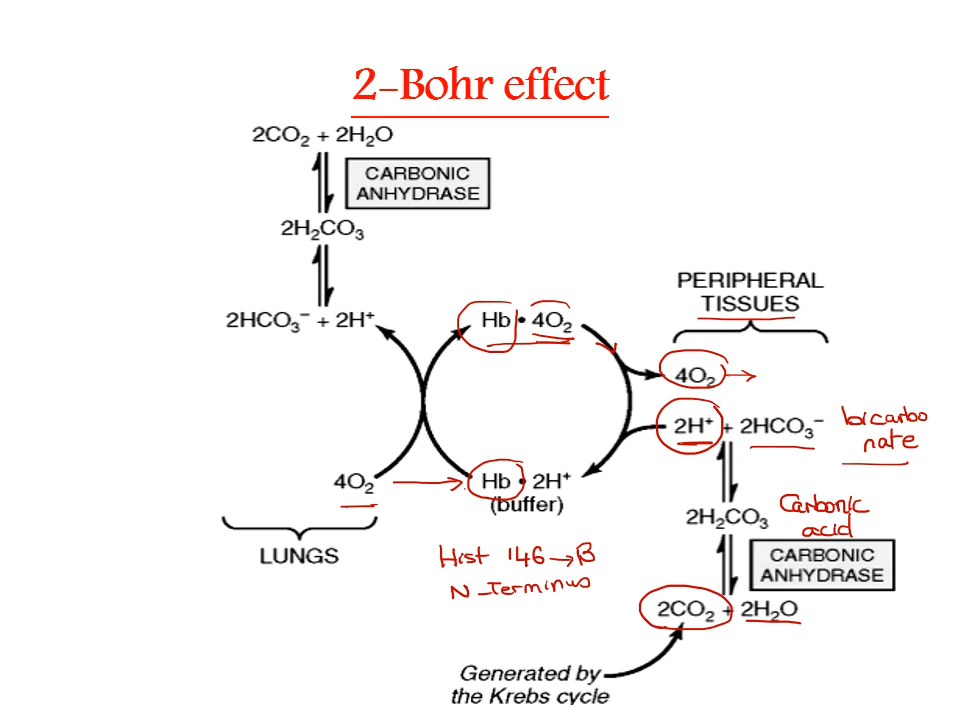 2-Bohr effect
2CO₂ + 2H₂O
CARBONIC
ANHYDRASE
2H₂CO₃
2HCO₃⁻ + 2H⁺
Hb • 4O₂
PERIPHERAL
TISSUES
4O₂
2H⁺ + 2HCO₃⁻
bicarbo
nate
4O₂
Hb • 2H⁺
(buffer)
LUNGS
2H₂CO₃
Carbonic
acid
Hist 146 → β
N-Terminus
CARBONIC
ANHYDRASE
2CO₂ + 2H₂O
Generated by
the Krebs cycle